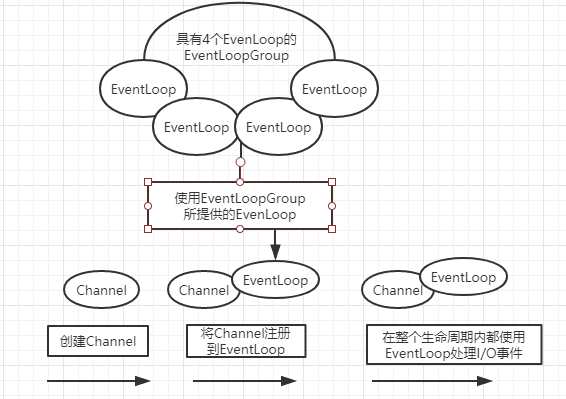 具有4个EvenLoop的
EventLoopGroup
EventLoop
EventLoop
EventLoop
EventLoop
使用EventLoopGroup
所提供的EvenLoop
Channel
Channel
EventLoop
Channel
EventLoop
创建Channel
将Channel注册
到EventLoop
在整个生命周期内都使用
EventLoop处理I/O事件